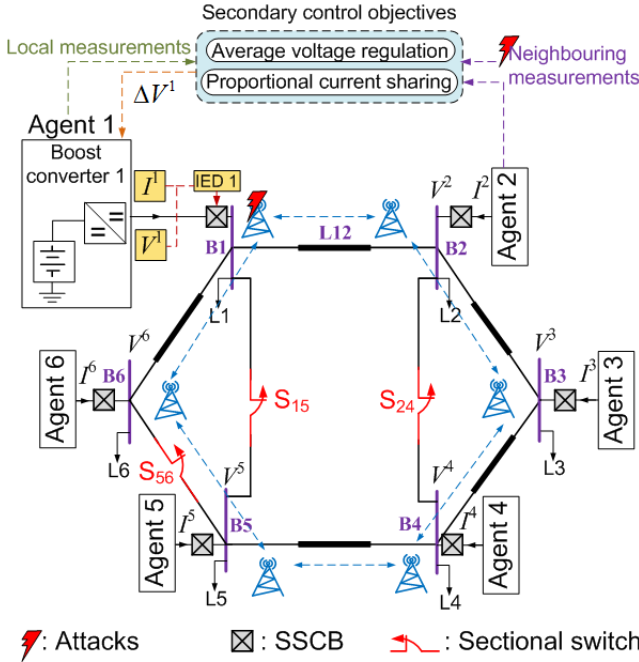 Secondary control objectives
Local measurements
Average voltage regulation
Proportional current sharing
Neighbouring
measurements
ΔV¹
Agent 1
Boost
converter 1
I¹
V¹
IED 1
B1
L12
V²
I²
Agent 2
B2
L1
L2
V⁶
I⁶
Agent 6
B6
L6
V³
I³
Agent 3
B3
L3
S₁₅
S₂₄
S₅₆
V⁵
I⁵
Agent 5
B5
L5
V⁴
I⁴
Agent 4
B4
L4
: Attacks
: SSCB
: Sectional switch